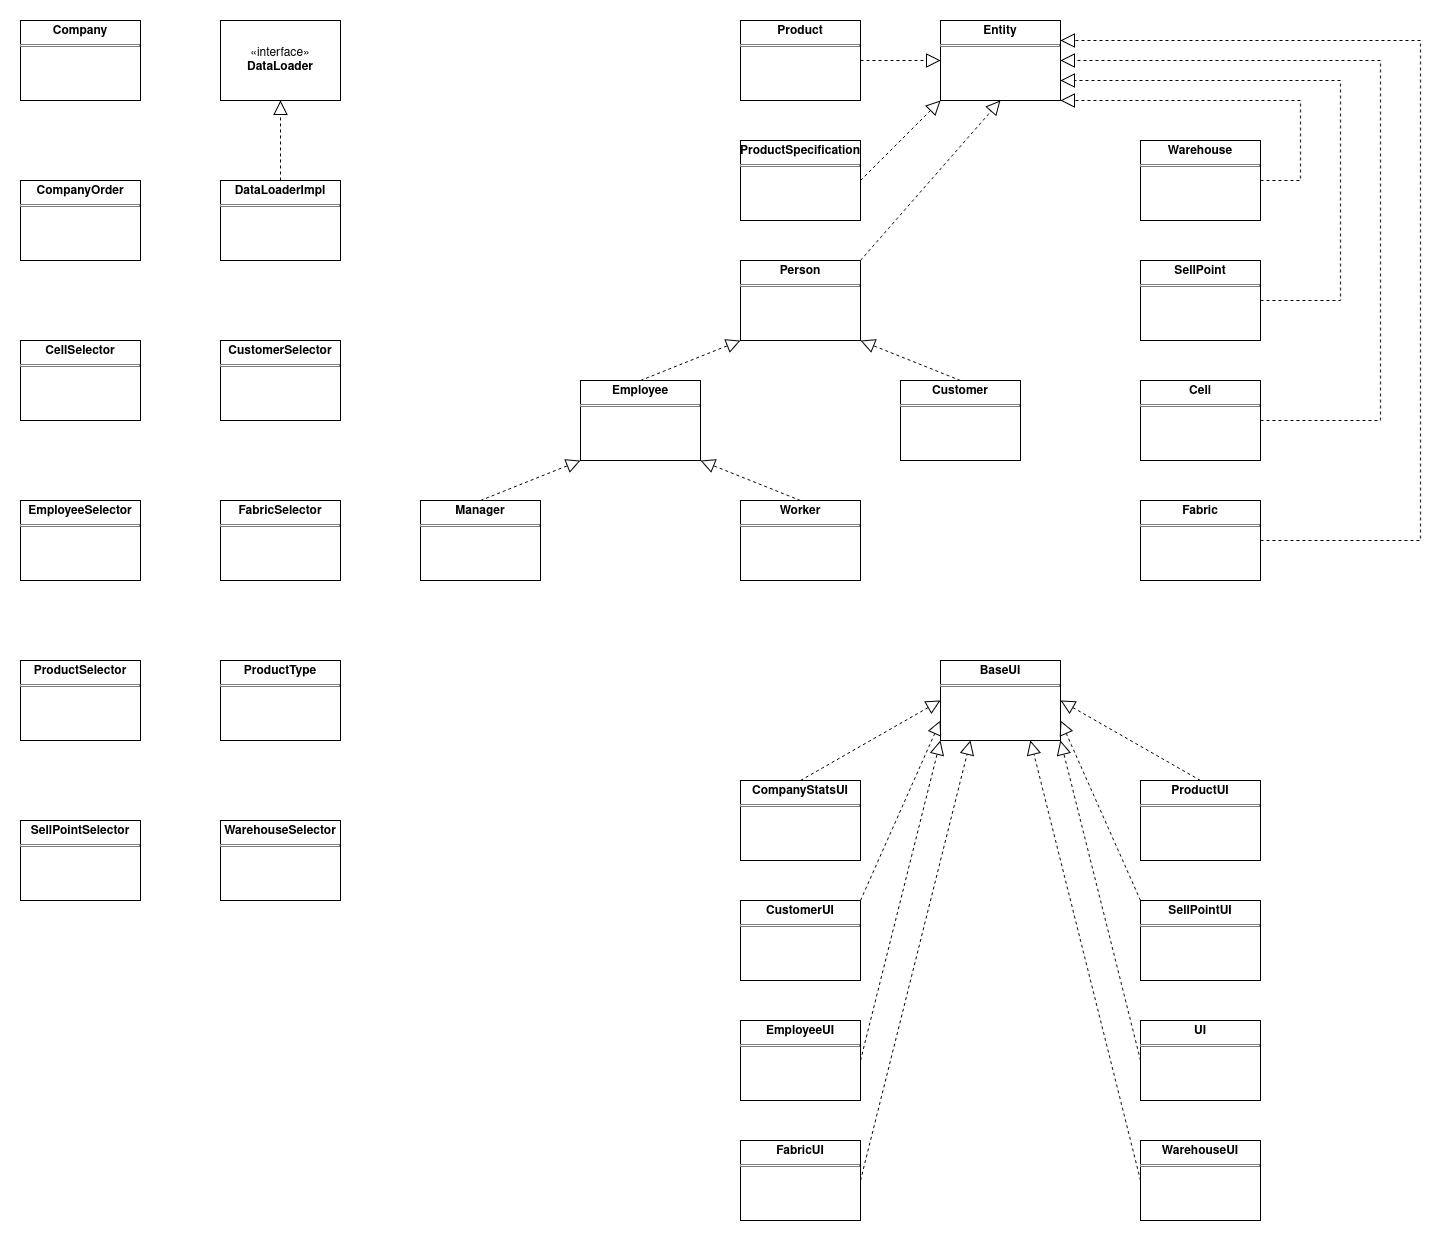 Company
«interface»
DataLoader
Product
Entity
ProductSpecification
Warehouse
CompanyOrder
DataLoaderImpl
Person
SellPoint
CellSelector
CustomerSelector
Employee
Customer
Cell
EmployeeSelector
FabricSelector
Manager
Worker
Fabric
ProductSelector
ProductType
BaseUI
CompanyStatsUI
ProductUI
SellPointSelector
WarehouseSelector
CustomerUI
SellPointUI
EmployeeUI
UI
FabricUI
WarehouseUI